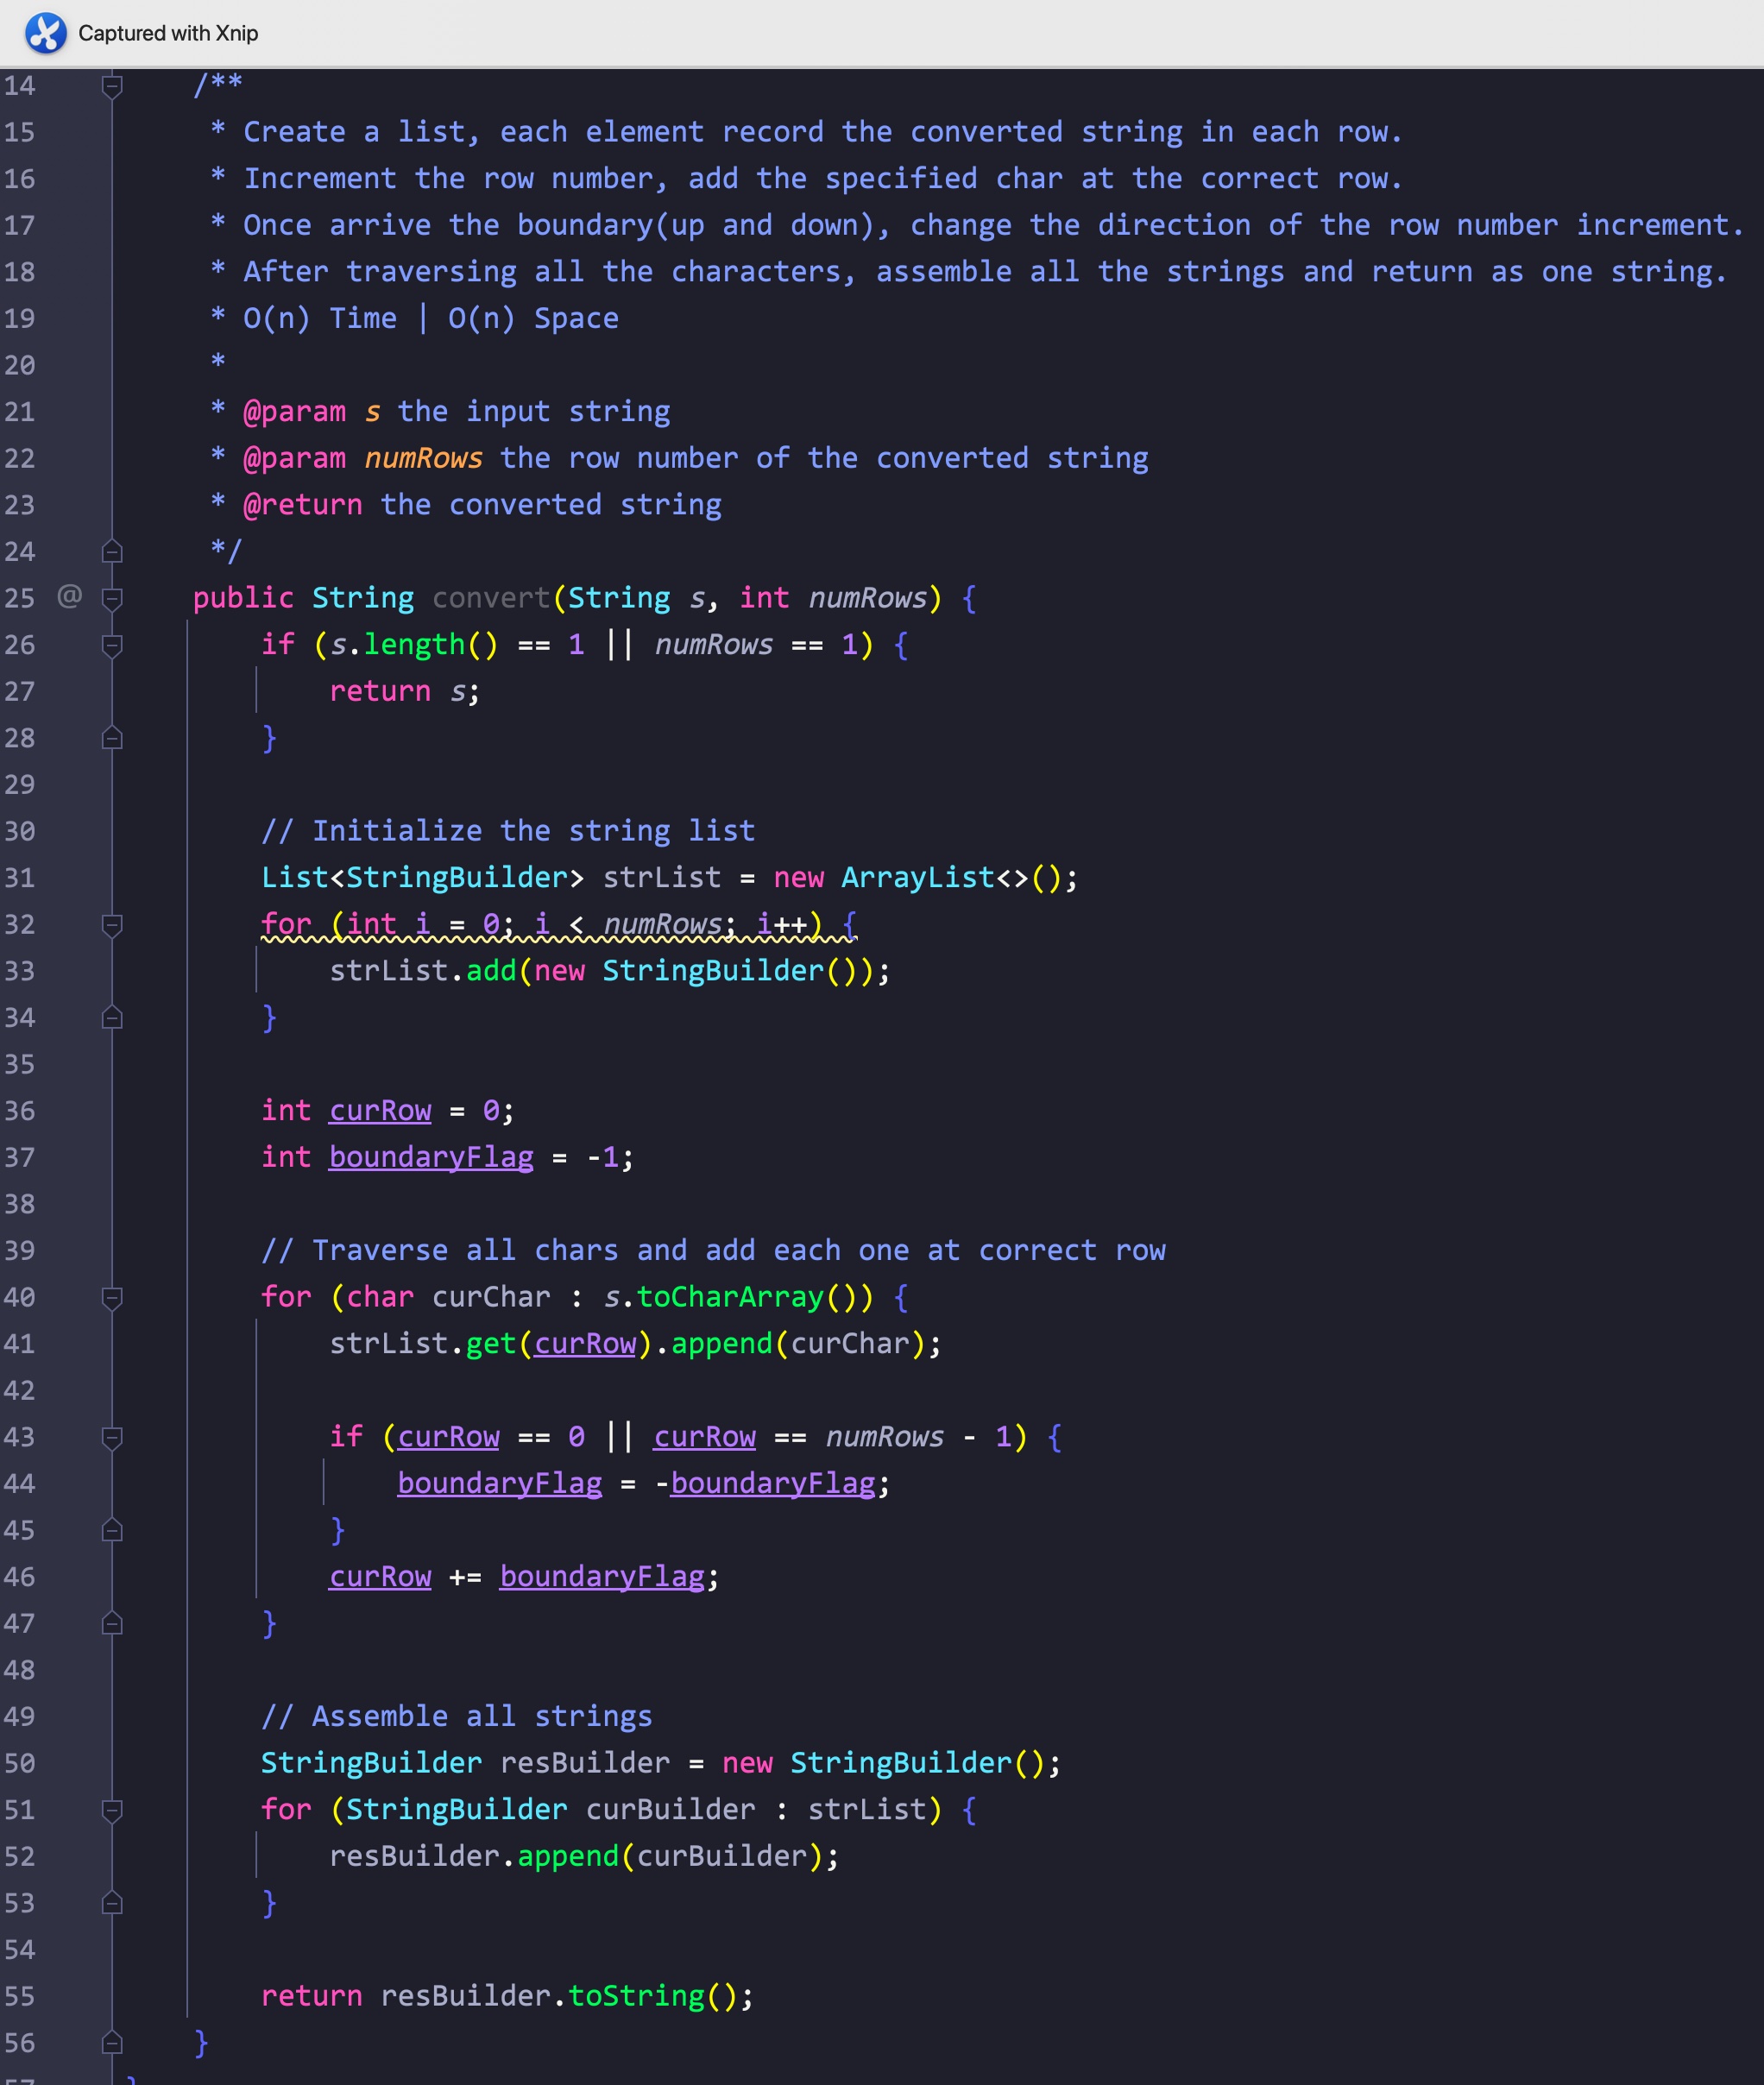 Captured with Xnip
14 /**
15 * Create a list, each element record the converted string in each row.
16 * Increment the row number, add the specified char at the correct row.
17 * Once arrive the boundary(up and down), change the direction of the row number increment.
18 * After traversing all the characters, assemble all the strings and return as one string.
19 * O(n) Time | O(n) Space
20 *
21 * @param s the input string
22 * @param numRows the row number of the converted string
23 * @return the converted string
24 */
25 @ public String convert(String s, int numRows) {
26 if (s.length() == 1 || numRows == 1) {
27 return s;
28 }
29
30 // Initialize the string list
31 List<StringBuilder> strList = new ArrayList<>();
32 for (int i = 0; i < numRows; i++) {
33 strList.add(new StringBuilder());
34 }
35
36 int curRow = 0;
37 int boundaryFlag = -1;
38
39 // Traverse all chars and add each one at correct row
40 for (char curChar : s.toCharArray()) {
41 strList.get(curRow).append(curChar);
42
43 if (curRow == 0 || curRow == numRows - 1) {
44 boundaryFlag = -boundaryFlag;
45 }
46 curRow += boundaryFlag;
47 }
48
49 // Assemble all strings
50 StringBuilder resBuilder = new StringBuilder();
51 for (StringBuilder curBuilder : strList) {
52 resBuilder.append(curBuilder);
53 }
54
55 return resBuilder.toString();
56 }